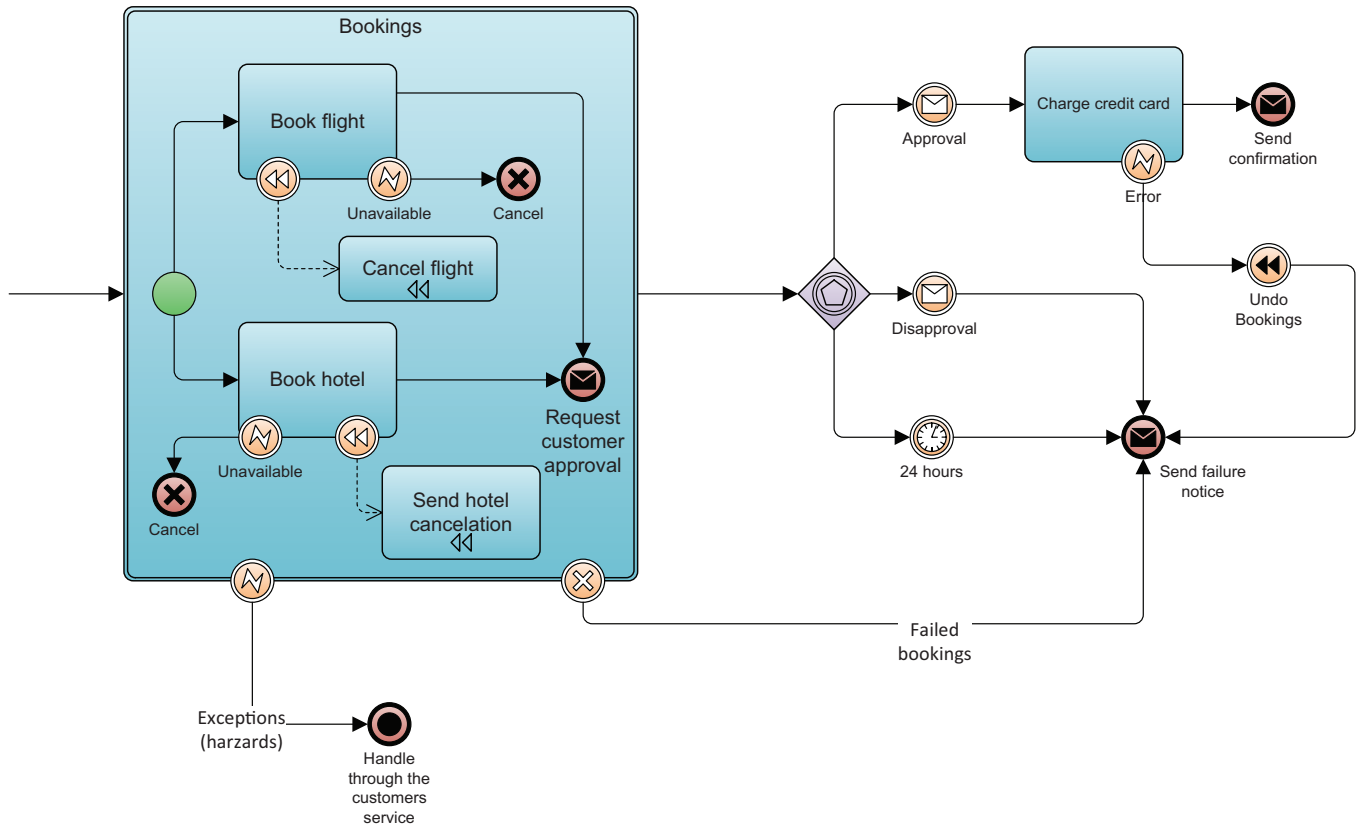 Bookings
Book flight
Unavailable
Cancel
Cancel flight
Book hotel
Unavailable
Cancel
Request
customer
approval
Send hotel
cancelation
Approval
Charge credit card
Error
Send
confirmation
Undo
Bookings
Disapproval
24 hours
Send failure
notice
Failed
bookings
Exceptions
(harzards)
Handle
through the
customers
service